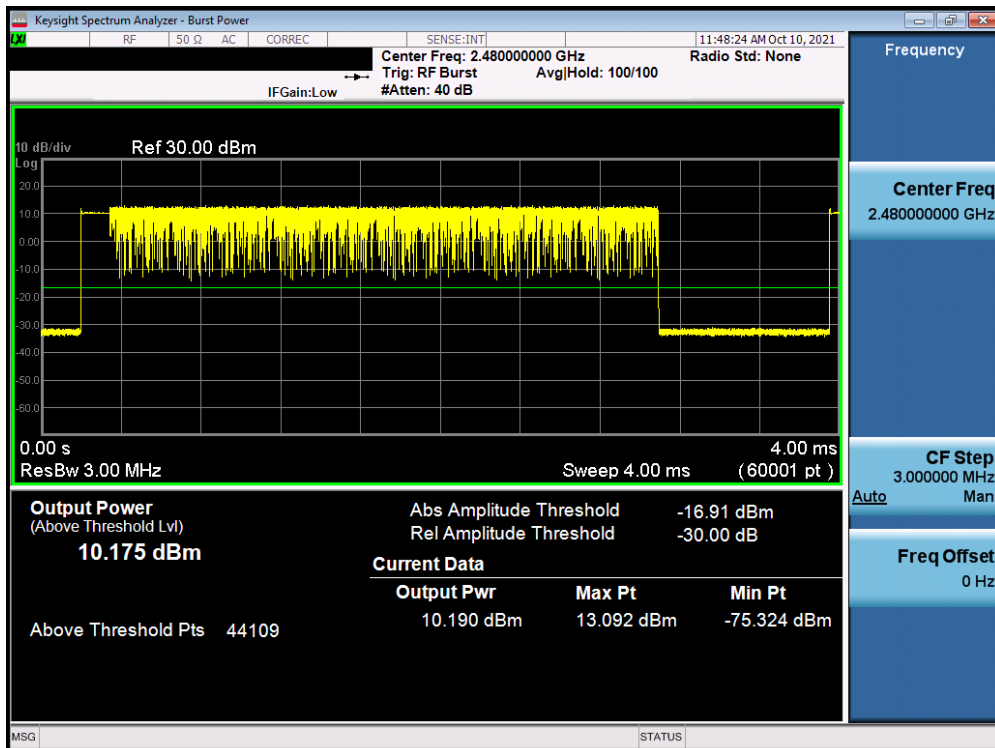 Keysight Spectrum Analyzer - Burst Power
LXI RF 50 Ω AC CORREC SENSE:INT 11:48:24 AM Oct 10, 2021
Center Freq: 2.480000000 GHz Radio Std: None
Trig: RF Burst Avg|Hold: 100/100
IFGain:Low #Atten: 40 dB
10 dB/div Ref 30.00 dBm
Log
20.0
10.0
0.00
-10.0
-20.0
-30.0
-40.0
-50.0
-60.0
0.00 s 4.00 ms
ResBw 3.00 MHz Sweep 4.00 ms (60001 pt )
Output Power
(Above Threshold Lvl)
10.175 dBm
Above Threshold Pts 44109
Abs Amplitude Threshold -16.91 dBm
Rel Amplitude Threshold -30.00 dB
Current Data
Output Pwr Max Pt Min Pt
10.190 dBm 13.092 dBm -75.324 dBm
Frequency
Center Freq
2.480000000 GHz
CF Step
3.000000 MHz
Auto Man
Freq Offset
0 Hz
MSG STATUS